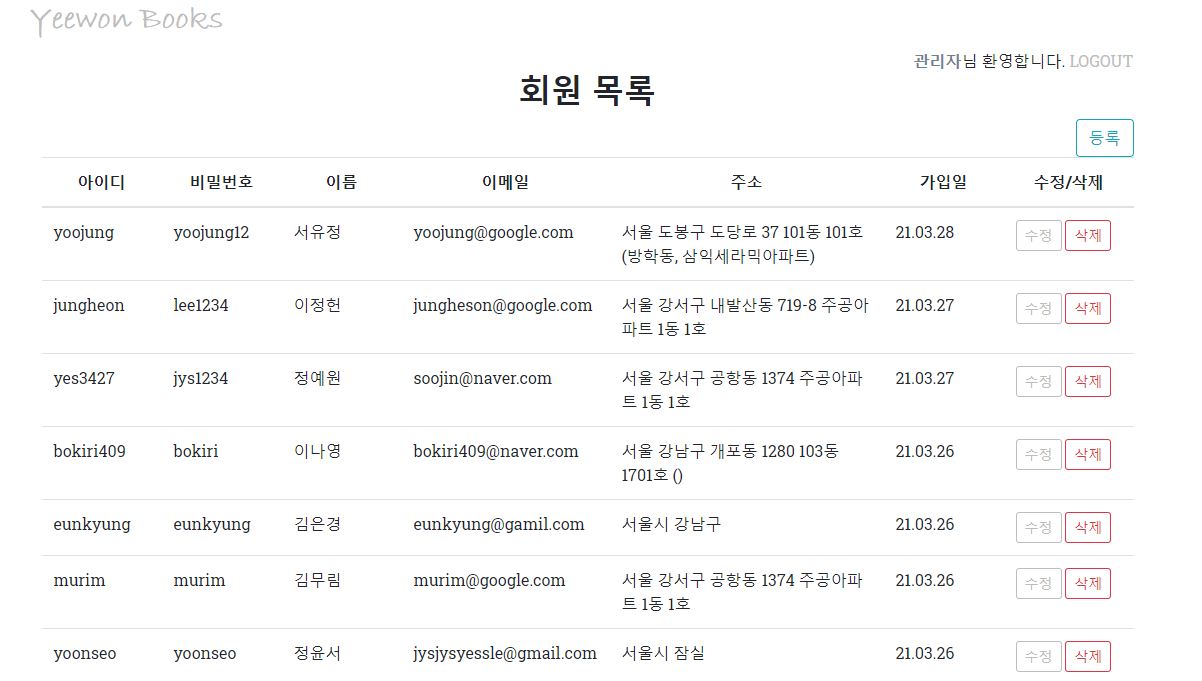 Yeewon Books
관리자님 환영합니다. LOGOUT
회원 목록
등록
아이디 비밀번호 이름 이메일 주소 가입일 수정/삭제
yoojung yoojung12 서유정 yoojung@google.com 서울 도봉구 도당로 37 101동 101호 21.03.28 수정 삭제
(방학동, 삼익세라믹아파트)
jungheon lee1234 이정헌 jungheson@google.com 서울 강서구 내발산동 719-8 주공아 21.03.27 수정 삭제
파트 1동 1호
yes3427 jys1234 정예원 soojin@naver.com 서울 강서구 공항동 1374 주공아파 21.03.27 수정 삭제
트 1동 1호
bokiri409 bokiri 이나영 bokiri409@naver.com 서울 강남구 개포동 1280 103동 21.03.26 수정 삭제
1701호 ()
eunkyung eunkyung 김은경 eunkyung@gamil.com 서울시 강남구 21.03.26 수정 삭제
murim murim 김무림 murim@google.com 서울 강서구 공항동 1374 주공아파 21.03.26 수정 삭제
트 1동 1호
yoonseo yoonseo 정윤서 jysjysyessle@gmail.com 서울시 잠실 21.03.26 수정 삭제